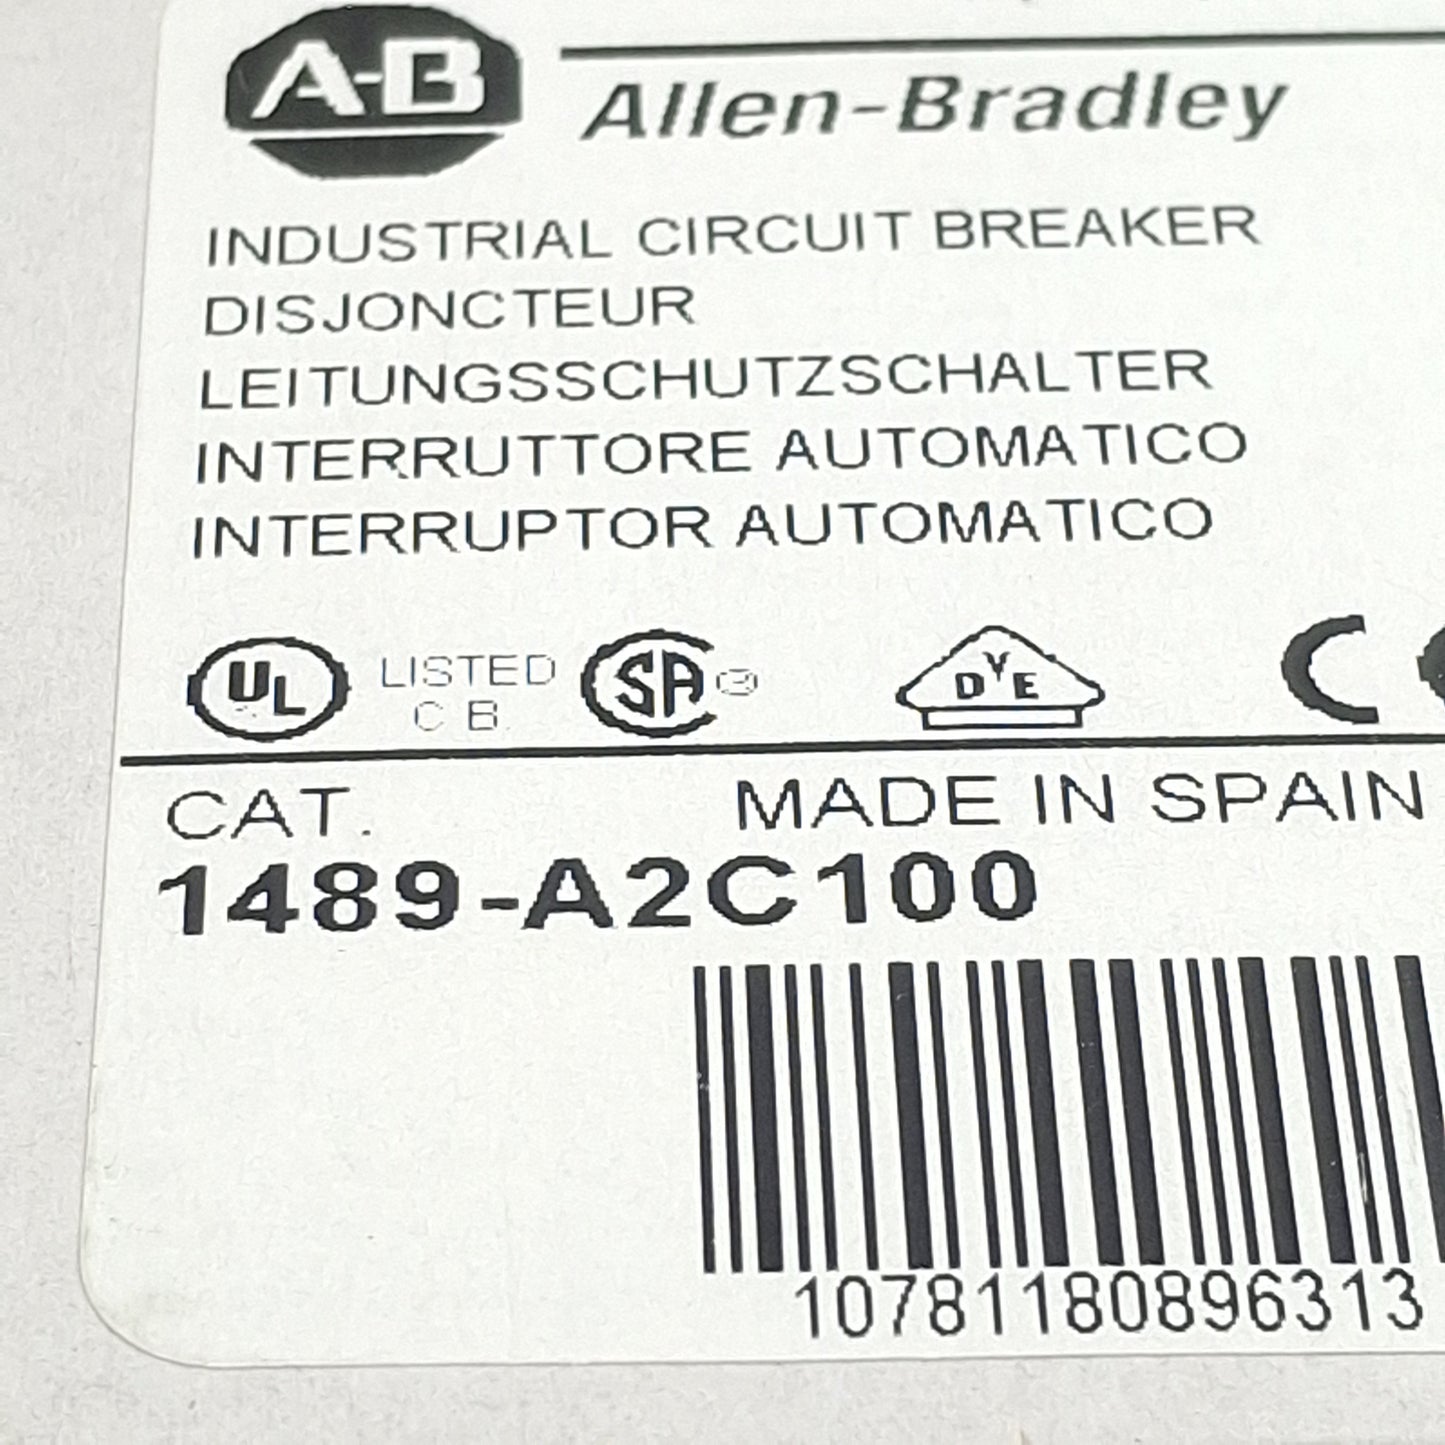 A-B
Allen-Bradley
INDUSTRIAL CIRCUIT BREAKER
DISJONCTEUR
LEITUNGSSCHUTZSCHALTER
INTERRUTTORE AUTOMATICO
INTERRUPTOR AUTOMATICO
UL LISTED SA ® DVE C
C B.
CAT. MADE IN SPAIN
1489-A2C100
10781180896313